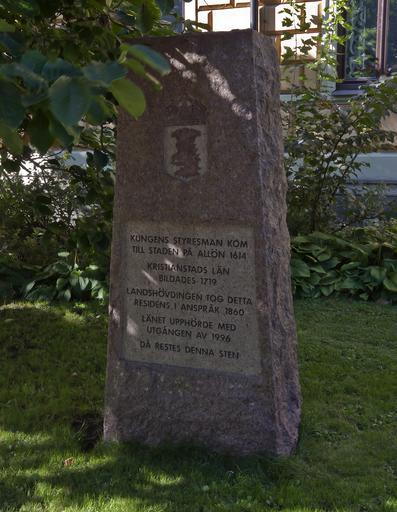 KUNGENS STYRESMAN KOM
TILL STADEN PÅ ALLÖN 1614
KRISTIANSTADS LÄN
BILDADES 1719
LANDSHÖVDINGEN TOG DETTA
RESIDENS I ANSPRÅK 1860
LÄNET UPPHÖRDE MED
UTGÅNGEN AV 1996
DÅ RESTES DENNA STEN